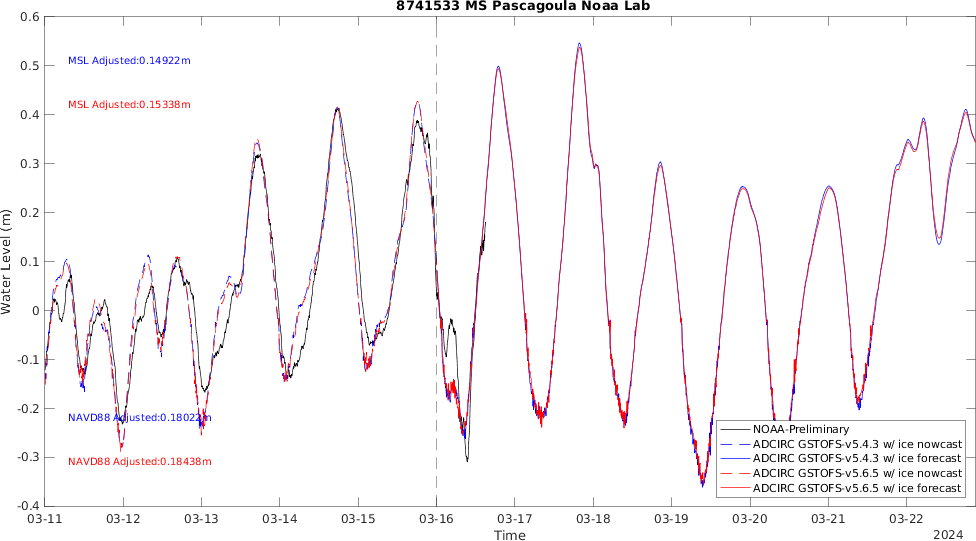 8741533 MS Pascagoula Noaa Lab
0.6
0.5
0.4
0.3
0.2
0.1
0
-0.1
-0.2
-0.3
-0.4
Water Level (m)
MSL Adjusted:0.14922m
MSL Adjusted:0.15338m
NAVD88 Adjusted:0.18022m
NAVD88 Adjusted:0.18438m
NOAA-Preliminary
ADCIRC GSTOFS-v5.4.3 w/ ice nowcast
ADCIRC GSTOFS-v5.4.3 w/ ice forecast
ADCIRC GSTOFS-v5.6.5 w/ ice nowcast
ADCIRC GSTOFS-v5.6.5 w/ ice forecast
03-11 03-12 03-13 03-14 03-15 03-16 03-17 03-18 03-19 03-20 03-21 03-22
Time
2024